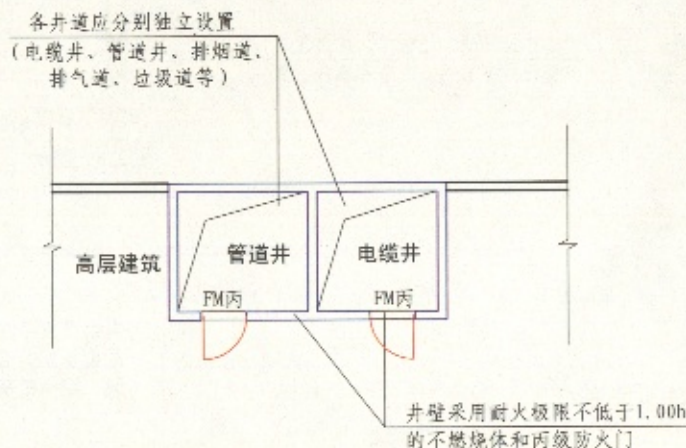 各井道应分别独立设置
(电缆井、管道井、排烟道、
排气道、垃圾道等)
高层建筑
管道井
电缆井
FM丙
FM丙
井壁采用耐火极限不低于1.00h
的不燃烧体和丙级防火门